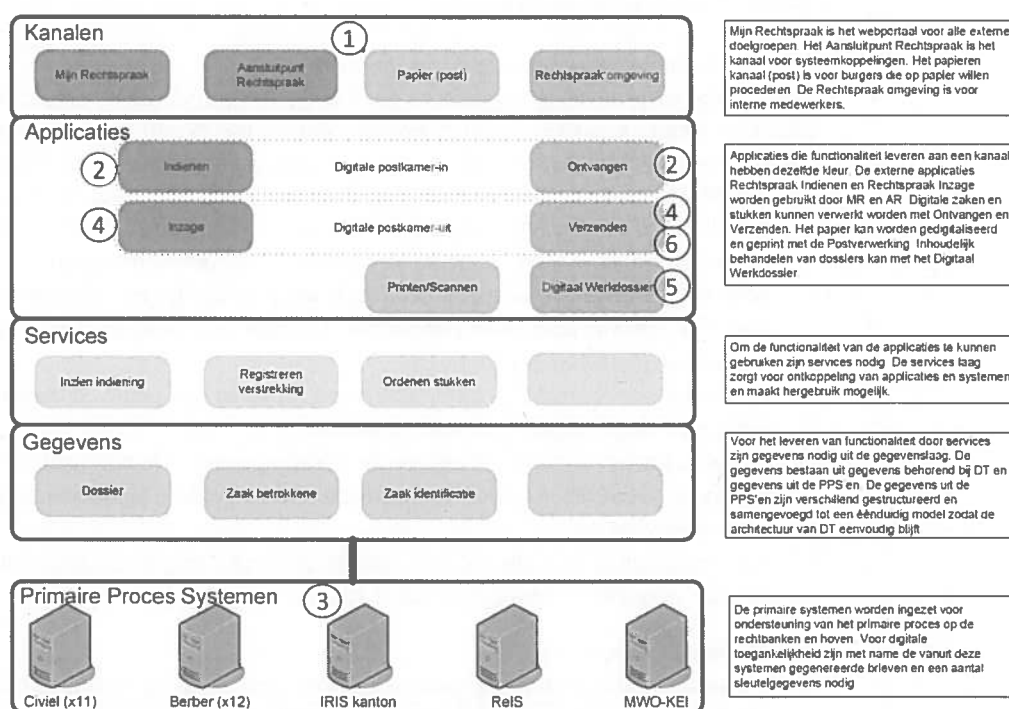 Kanalen
1
Mijn Rechtspraak
Aansluitpunt
Rechtspraak
Papier (post)
Rechtspraak omgeving
Mijn Rechtspraak is het webportaal voor alle externe
doelgroepen. Het Aansluitpunt Rechtspraak is het
kanaal voor systeemkoppelingen. Het papieren
kanaal (post) is voor burgers die op papier willen
procederen. De Rechtspraak omgeving is voor
interne medewerkers.
Applicaties
2
Indienen
Digitale postkamer-in
Ontvangen
2
4
Inzage
Digitale postkamer-uit
Verzenden
4
6
Printen/Scannen
Digitaal Werkdossier
5
Applicaties die functionaliteit leveren aan een kanaal
hebben dezelfde kleur. De externe applicaties
Rechtspraak Indienen en Rechtspraak Inzage
worden gebruikt door MR en AR. Digitale zaken en
stukken kunnen verwerkt worden met Ontvangen en
Verzenden. Het papier kan worden gedigitaliseerd
en geprint met de Postverwerking. Inhoudelijk
behandelen van dossiers kan met het Digitaal
Werkdossier.
Services
Inzien indiening
Registreren
verstrekking
Ordenen stukken
Om de functionaliteit van de applicaties te kunnen
gebruiken zijn services nodig. De services laag
zorgt voor ontkoppeling van applicaties en systemen
en maakt hergebruik mogelijk.
Gegevens
Dossier
Zaak betrokkene
Zaak identificatie
Voor het leveren van functionaliteit door services
zijn gegevens nodig uit de gegevenslaag. De
gegevens bestaan uit gegevens behorend bij DT en
gegevens uit de PPS en. De gegevens uit de
PPS'en zijn verschillend gestructureerd en
samengevoegd tot een éénduidig model zodat de
architectuur van DT eenvoudig blijft
Primaire Proces Systemen
3
Civiel (x11)
Berber (x12)
IRIS kanton
ReIS
MWO-KEI
De primaire systemen worden ingezet voor
ondersteuning van het primaire proces op de
rechtbanken en hoven. Voor digitale
toegankelijkheid zijn met name de vanuit deze
systemen gegenereerde brieven en een aantal
sleutelgegevens nodig